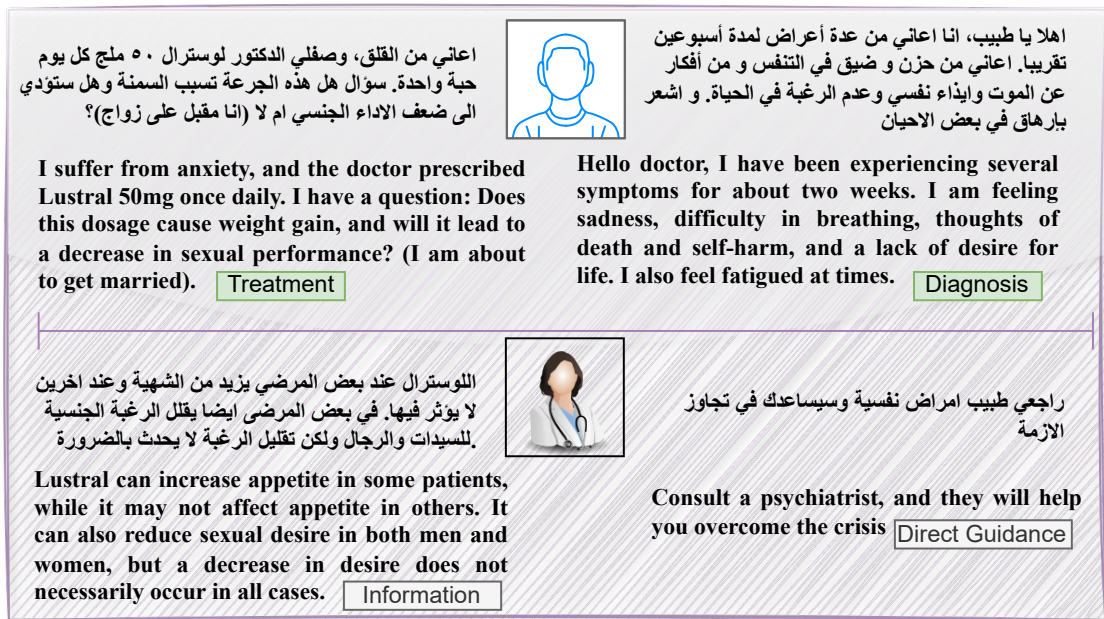 اعاني من القلق، وصفلي الدكتور لوسترال ٥٠ ملج كل يوم
حبة واحدة. سؤال هل هذه الجرعة تسبب السمنة وهل ستؤدي
الى ضعف الاداء الجنسي ام لا (انا مقبل على زواج)؟
I suffer from anxiety, and the doctor prescribed
Lustral 50mg once daily. I have a question: Does
this dosage cause weight gain, and will it lead to
a decrease in sexual performance? (I am about
to get married).
Treatment
اهلا يا طبيب، انا اعاني من عدة أعراض لمدة أسبوعين
تقريبا. اعاني من حزن و ضيق في التنفس و من أفكار
عن الموت وايذاء نفسي وعدم الرغبة في الحياة. و اشعر
بإرهاق في بعض الاحيان
Hello doctor, I have been experiencing several
symptoms for about two weeks. I am feeling
sadness, difficulty in breathing, thoughts of
death and self-harm, and a lack of desire for
life. I also feel fatigued at times.
Diagnosis
اللوسترال عند بعض المرضي يزيد من الشهية وعند اخرين
لا يؤثر فيها. في بعض المرضى ايضا يقلل الرغبة الجنسية
للسيدات والرجال ولكن تقليل الرغبة لا يحدث بالضرورة.
Lustral can increase appetite in some patients,
while it may not affect appetite in others. It
can also reduce sexual desire in both men and
women, but a decrease in desire does not
necessarily occur in all cases.
Information
راجعي طبيب امراض نفسية وسيساعدك في تجاوز
الازمة
Consult a psychiatrist, and they will help
you overcome the crisis
Direct Guidance